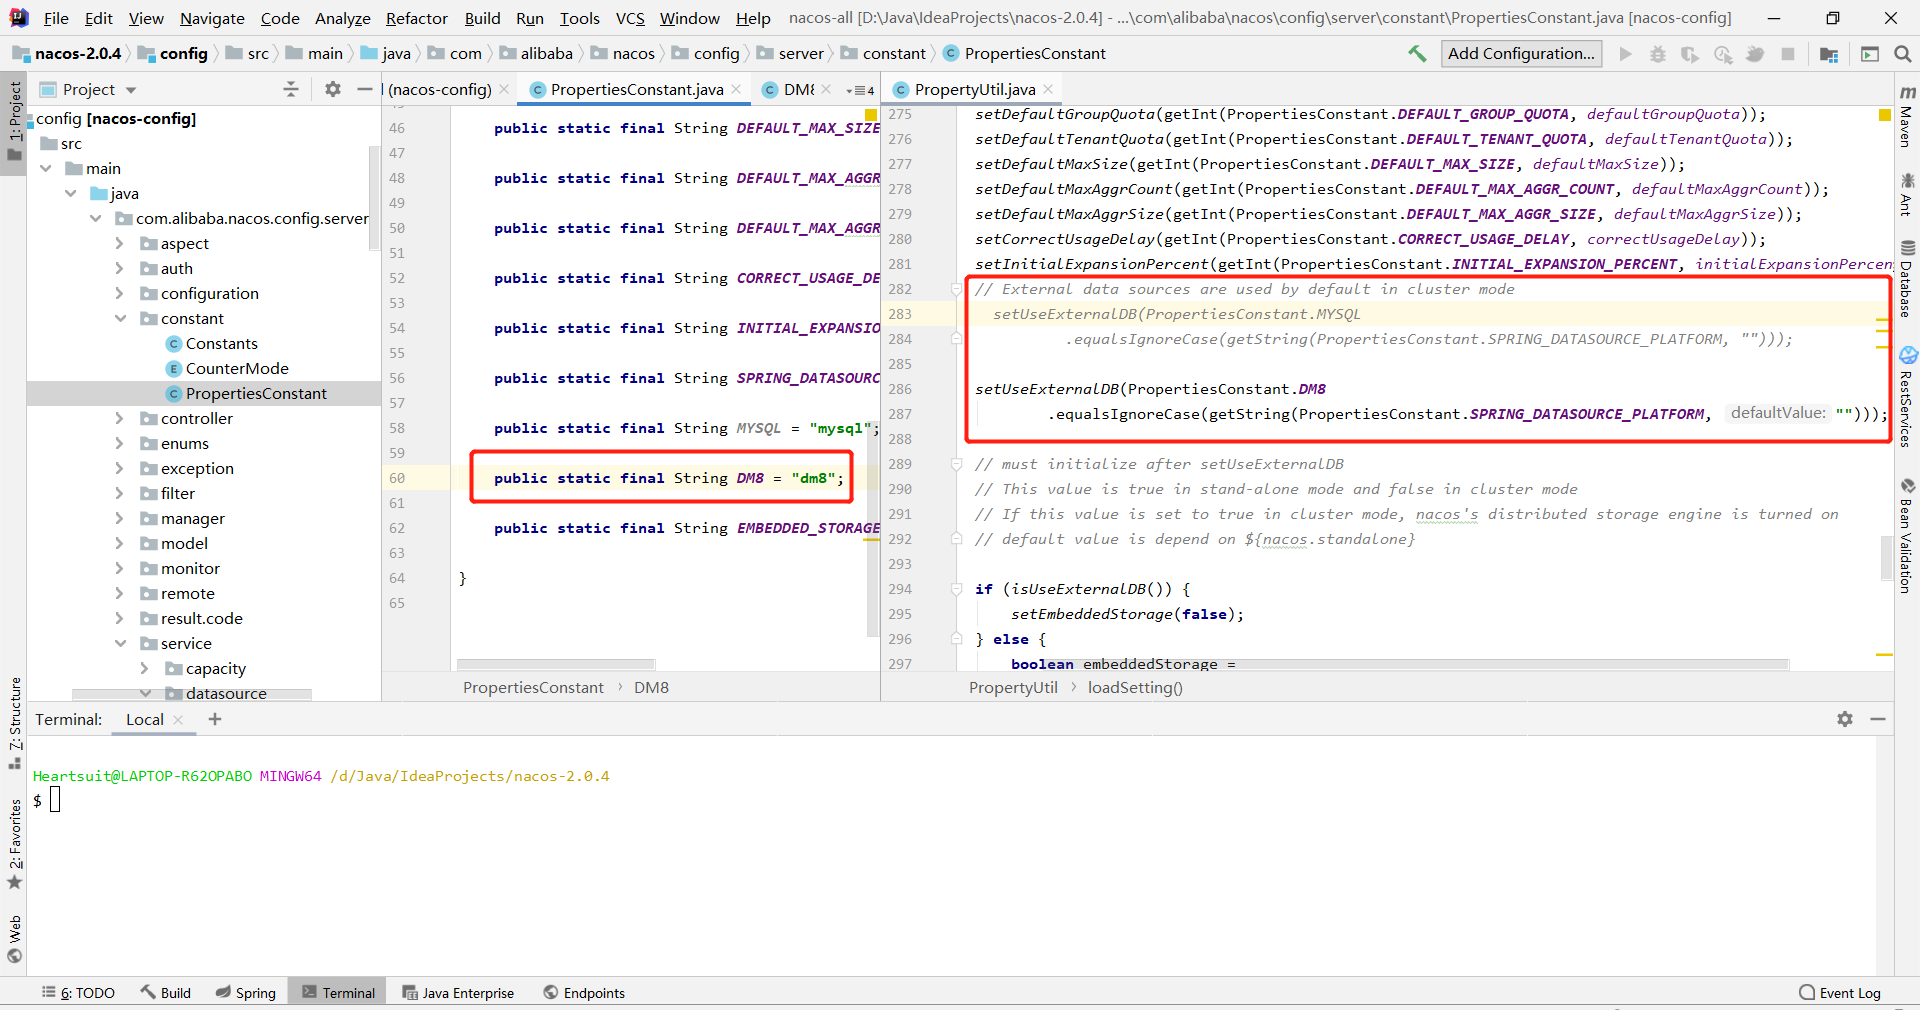 File Edit View Navigate Code Analyze Refactor Build Run Tools VCS Window Help nacos-all [D:\Java\IdeaProjects\nacos-2.0.4] - ...\com\alibaba\nacos\config\server\constant\PropertiesConstant.java [nacos-config]
nacos-2.0.4 config src main java com alibaba nacos config server constant PropertiesConstant Add Configuration...
Project
(nacos-config) PropertiesConstant.java DM8 4 PropertyUtil.java
1: Project
config [nacos-config]
src
main
java
com.alibaba.nacos.config.server
aspect
auth
configuration
constant
Constants
CounterMode
PropertiesConstant
controller
enums
exception
filter
manager
model
monitor
remote
result.code
service
capacity
datasource
46 public static final String DEFAULT_MAX_SIZE
47
48 public static final String DEFAULT_MAX_AGGR
49
50 public static final String DEFAULT_MAX_AGGR
51
52 public static final String CORRECT_USAGE_DE
53
54 public static final String INITIAL_EXPANSIO
55
56 public static final String SPRING_DATASOURC
57
58 public static final String MYSQL = "mysql";
59
60 public static final String DM8 = "dm8";
61
62 public static final String EMBEDDED_STORAGE
63
64 }
65
PropertiesConstant › DM8
275 setDefaultGroupQuota(getInt(PropertiesConstant.DEFAULT_GROUP_QUOTA, defaultGroupQuota));
276 setDefaultTenantQuota(getInt(PropertiesConstant.DEFAULT_TENANT_QUOTA, defaultTenantQuota));
277 setDefaultMaxSize(getInt(PropertiesConstant.DEFAULT_MAX_SIZE, defaultMaxSize));
278 setDefaultMaxAggrCount(getInt(PropertiesConstant.DEFAULT_MAX_AGGR_COUNT, defaultMaxAggrCount));
279 setDefaultMaxAggrSize(getInt(PropertiesConstant.DEFAULT_MAX_AGGR_SIZE, defaultMaxAggrSize));
280 setCorrectUsageDelay(getInt(PropertiesConstant.CORRECT_USAGE_DELAY, correctUsageDelay));
281 setInitialExpansionPercent(getInt(PropertiesConstant.INITIAL_EXPANSION_PERCENT, initialExpansionPercen
282 // External data sources are used by default in cluster mode
283 setUseExternalDB(PropertiesConstant.MYSQL
284 .equalsIgnoreCase(getString(PropertiesConstant.SPRING_DATASOURCE_PLATFORM, "")));
285
286 setUseExternalDB(PropertiesConstant.DM8
287 .equalsIgnoreCase(getString(PropertiesConstant.SPRING_DATASOURCE_PLATFORM, defaultValue: "")));
288
289 // must initialize after setUseExternalDB
290 // This value is true in stand-alone mode and false in cluster mode
291 // If this value is set to true in cluster mode, nacos's distributed storage engine is turned on
292 // default value is depend on ${nacos.standalone}
293
294 if (isUseExternalDB()) {
295 setEmbeddedStorage(false);
296 } else {
297 boolean embeddedStorage =
PropertyUtil › loadSetting()
Maven
Ant
Database
RestServices
Bean Validation
7: Structure
2: Favorites
Web
Terminal: Local
Heartsuit@LAPTOP-R62OPABO MINGW64 /d/Java/IdeaProjects/nacos-2.0.4
$
6: TODO Build Spring Terminal Java Enterprise Endpoints Event Log